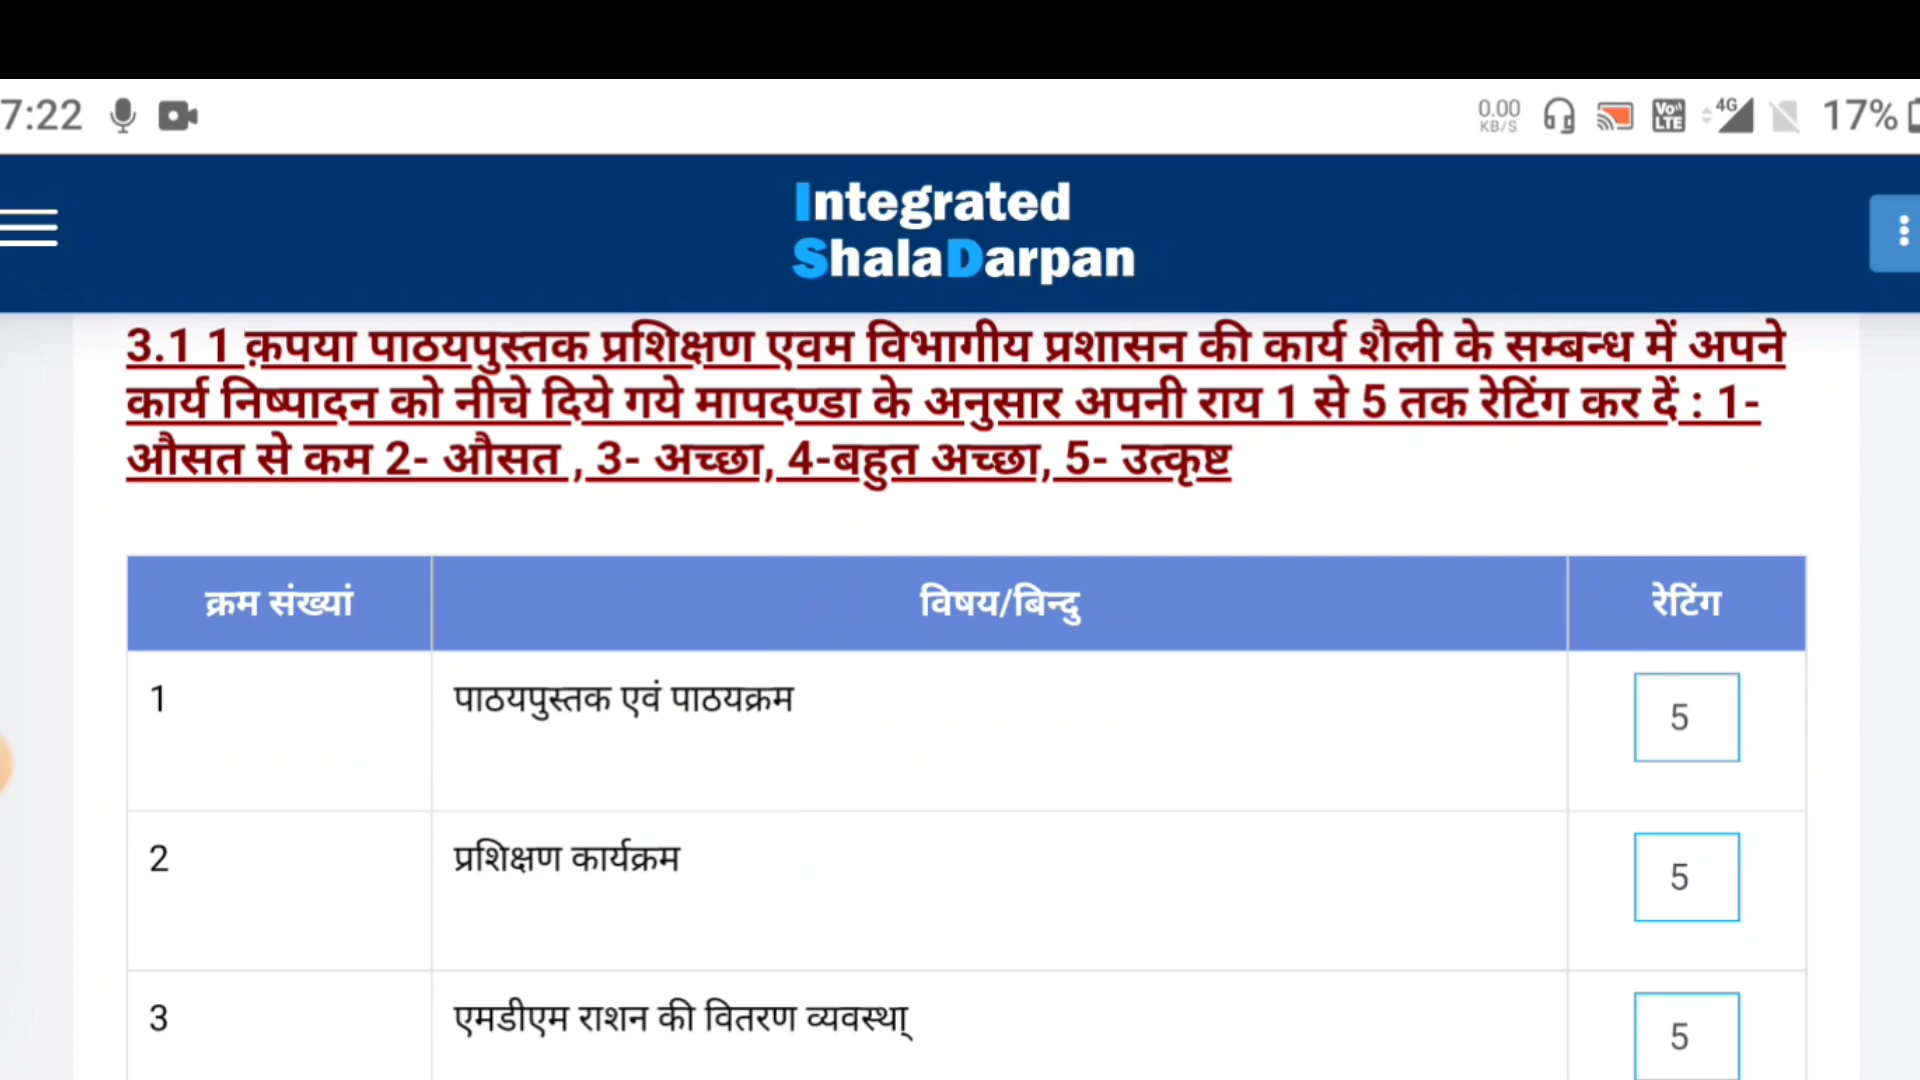 7:22
0.00
KB/S
Vo))
LTE
4G
17%
Integrated
ShalaDarpan
3.1 1 क़पया पाठयपुस्तक प्रशिक्षण एवम विभागीय प्रशासन की कार्य शैली के सम्बन्ध में अपने
कार्य निष्पादन को नीचे दिये गये मापदण्डा के अनुसार अपनी राय 1 से 5 तक रेटिंग कर दें : 1-
औसत से कम 2- औसत , 3- अच्छा, 4-बहुत अच्छा, 5- उत्कृष्ट
क्रम संख्यां
विषय/बिन्दु
रेटिंग
1
पाठयपुस्तक एवं पाठयक्रम
5
2
प्रशिक्षण कार्यक्रम
5
3
एमडीएम राशन की वितरण व्यवस्था्
5